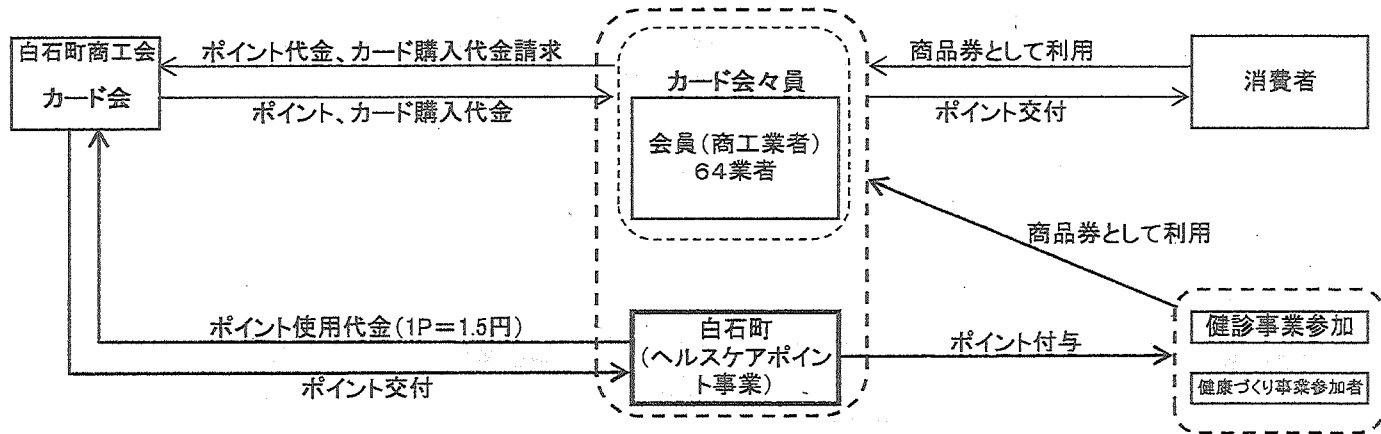 白石町商工会
カード会
ポイント代金、カード購入代金請求
ポイント、カード購入代金
カード会々員
会員(商工業者)
64業者
商品券として利用
ポイント交付
消費者
商品券として利用
ポイント使用代金(1P=1.5円)
ポイント交付
白石町
(ヘルスケアポイン
ト事業)
ポイント付与
健診事業参加
健康づくり事業参加者